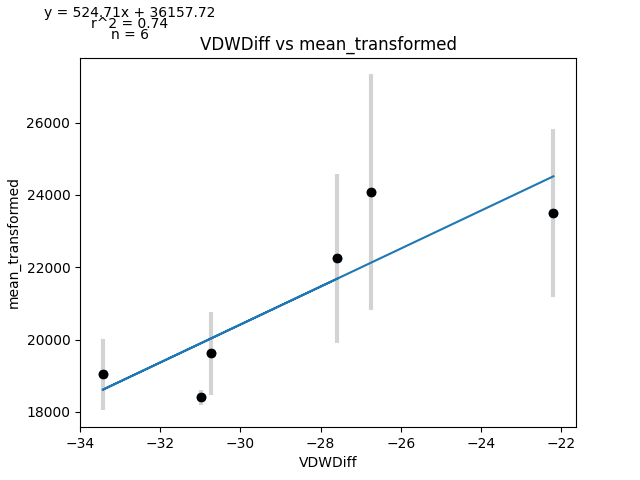 y = 524.71x + 36157.72
r^2 = 0.74
n = 6
VDWDiff vs mean_transformed
mean_transformed
26000
24000
22000
20000
18000
−34
−32
−30
−28
−26
−24
−22
VDWDiff